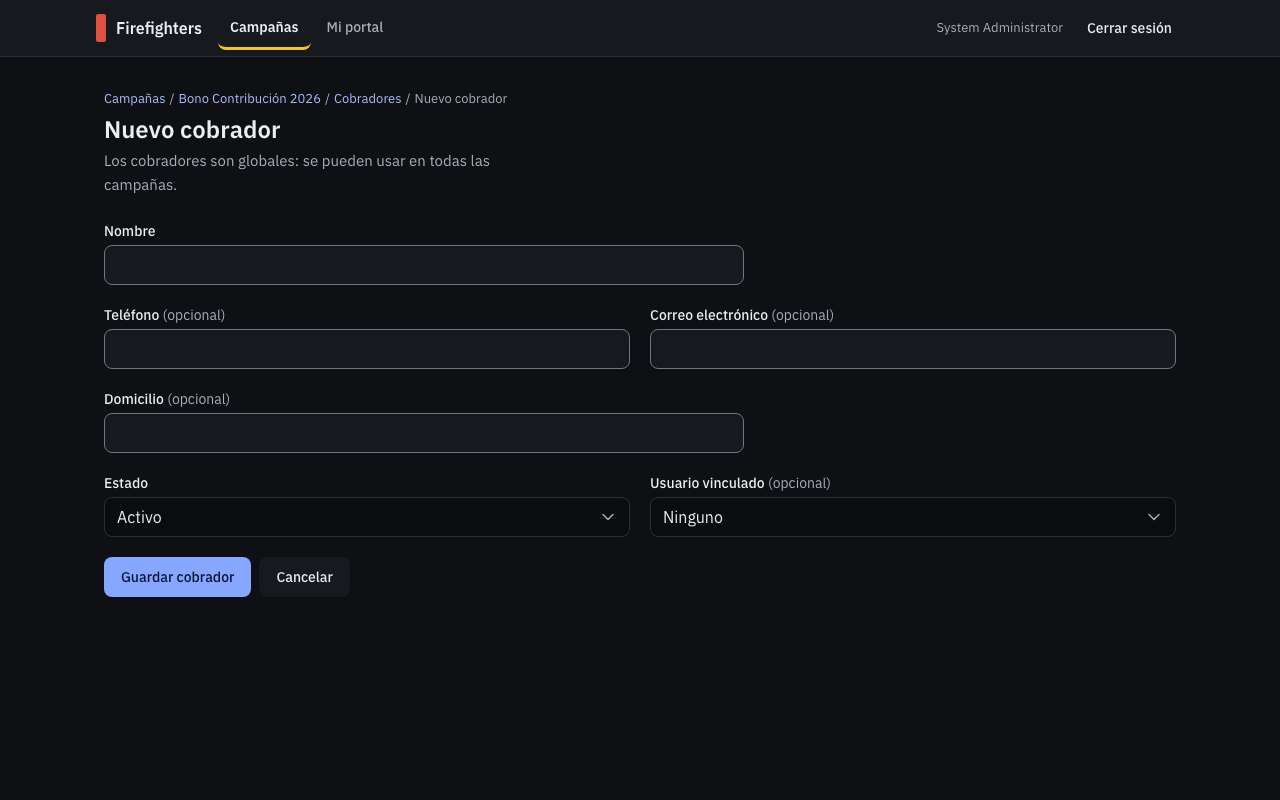 Firefighters
Campañas
Mi portal
System Administrator
Cerrar sesión
Campañas / Bono Contribución 2026 / Cobradores / Nuevo cobrador
Nuevo cobrador
Los cobradores son globales: se pueden usar en todas las
campañas.
Nombre
Teléfono (opcional)
Correo electrónico (opcional)
Domicilio (opcional)
Estado
Usuario vinculado (opcional)
Activo
Ninguno
Guardar cobrador
Cancelar